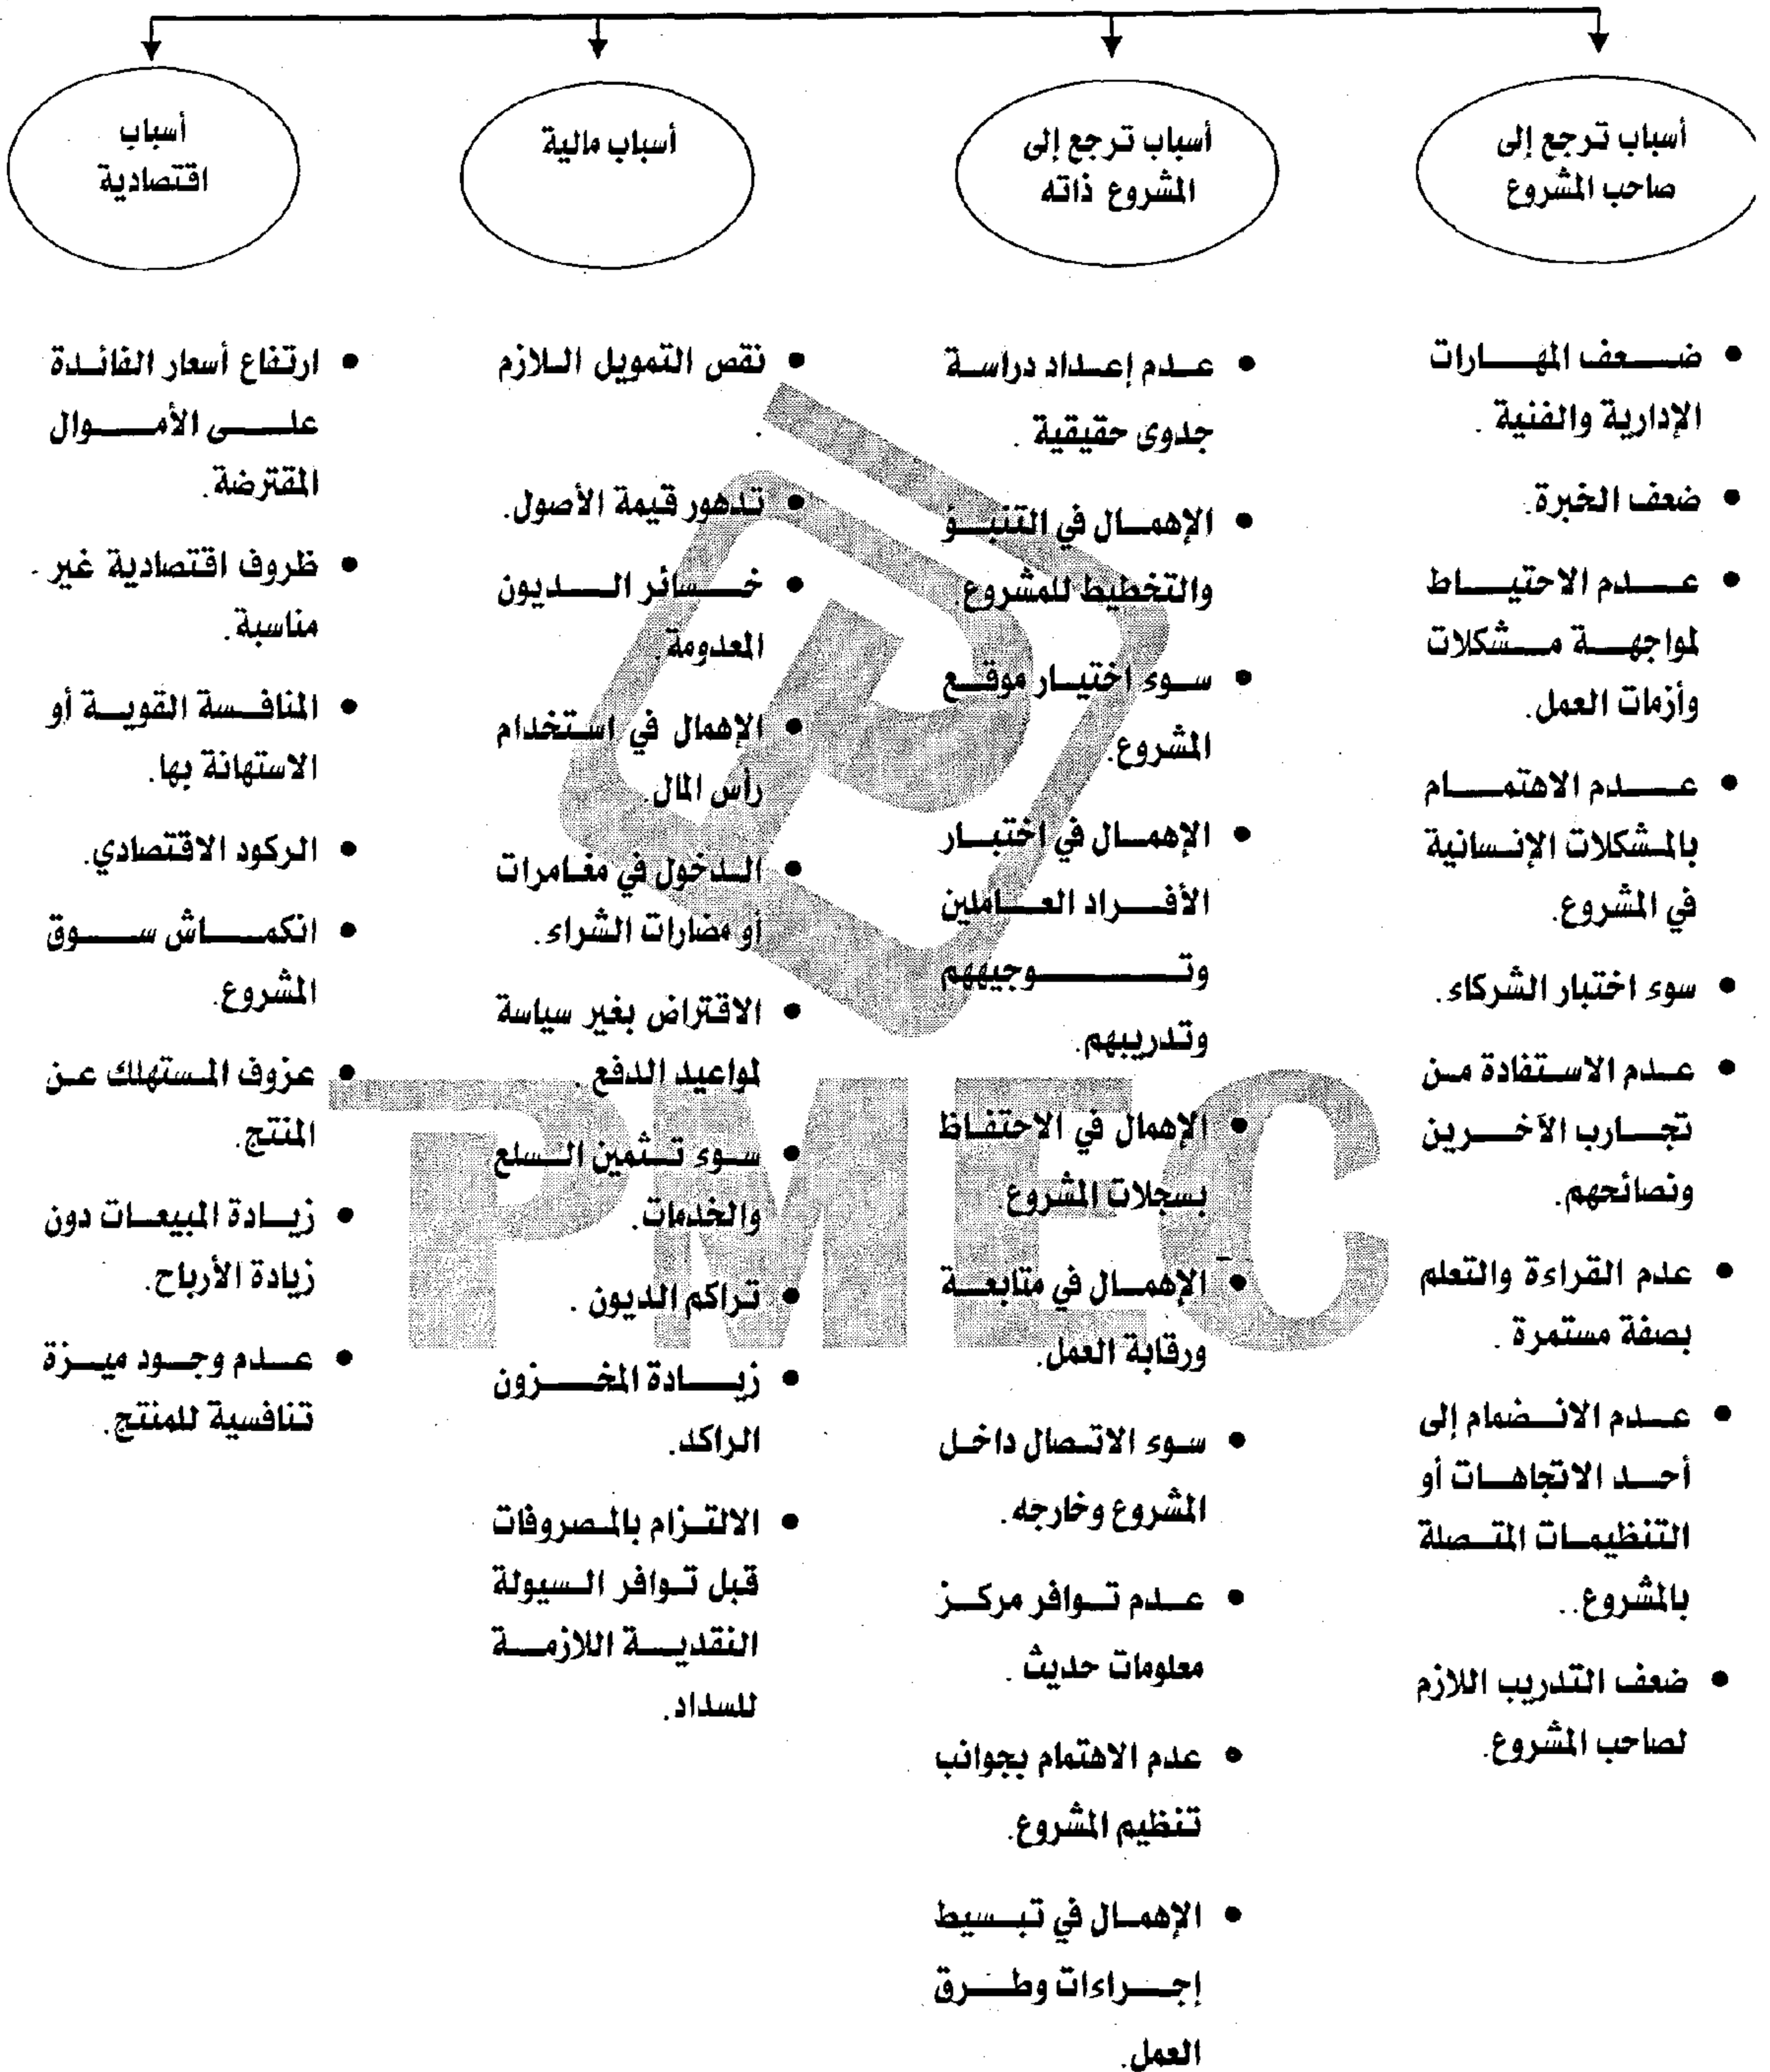 أسباب ترجع إلى
صاحب المشروع
أسباب ترجع إلى
المشروع ذاته
أسباب مالية
أسباب
اقتصادية
• ضعف المهارات
الإدارية والفنية .
• ضعف الخبرة.
• عدم الاحتياط
لمواجهة مشكلات
وأزمات العمل.
• عدم الاهتمام
بالمشكلات الإنسانية
في المشروع.
• سوء اختبار الشركاء.
• عدم الاستفادة من
تجارب الآخرين
ونصائحهم.
• عدم القراءة والتعلم
بصفة مستمرة .
• عدم الانضمام إلى
أحد الاتجاهات أو
التنظيمات المتصلة
بالمشروع..
• ضعف التدريب اللازم
لصاحب المشروع.
• عدم إعداد دراسة
جدوى حقيقية .
• الإهمال في التنبؤ
والتخطيط للمشروع.
• سوء اختيار موقع
المشروع.
• الإهمال في اختبار
الأفراد العاملين
وتوجيههم
وتدريبهم.
• الإهمال في الاحتفاظ
بسجلات المشروع.
• الإهمال في متابعة
ورقابة العمل.
• سوء الاتصال داخل
المشروع وخارجه.
• عدم توافر مركز
معلومات حديث .
• عدم الاهتمام بجوانب
تنظيم المشروع.
• الإهمال في تبسيط
إجراءات وطرق
العمل.
• نقص التمويل اللازم
.
• تدهور قيمة الأصول.
• خسائر الديون
المعدومة.
• الإهمال في استخدام
رأس المال.
• الدخول في مغامرات
أو مضارات الشراء.
• الاقتراض بغير سياسة
لمواعيد الدفع .
• سوء تثمين السلع
والخدمات.
• تراكم الديون .
• زيادة المخزون
الراكد.
• الالتزام بالمصروفات
قبل توافر السيولة
النقدية اللازمة
للسداد.
• ارتفاع أسعار الفائدة
على الأموال
المقترضة.
• ظروف اقتصادية غير
مناسبة.
• المنافسة القوية أو
الاستهانة بها.
• الركود الاقتصادي.
• انكماش سوق
المشروع.
• عزوف المستهلك عن
المنتج.
• زيادة المبيعات دون
زيادة الأرباح.
• عدم وجود ميزة
تنافسية للمنتج.
PMEC